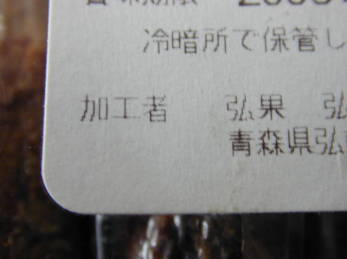 冷暗所で保管し
加工者 弘果 弘
青森県弘